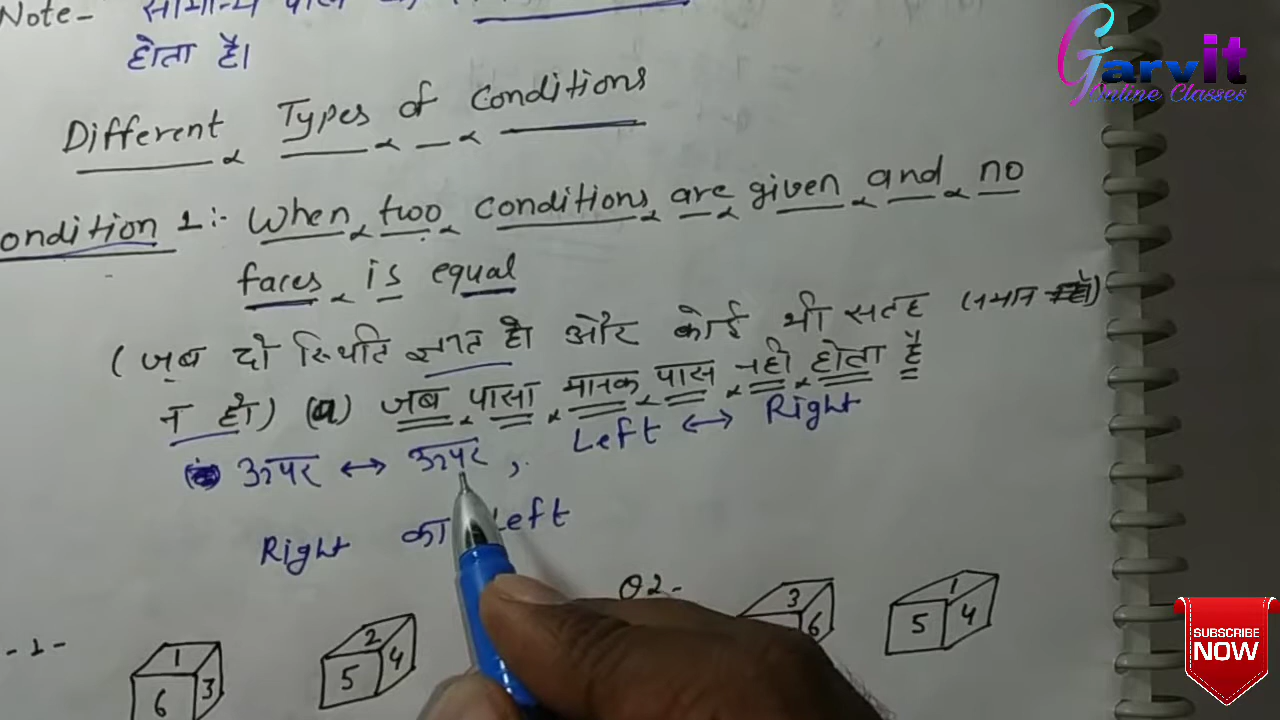 Note- सामान्य पासे
होता है।
Different Types of Conditions
ondition 1:- When two conditions are given and no
faces is equal
(जब दो स्थिति ज्ञात हो और कोई भी सतह (समान
न हो) (a) जब पासा मानक पास नही होता है
ऊपर ↔ ऊपर, Left ↔ Right
Right का Left
-1-
1
6 3
2
5 4
Q2-
3
6
1
5 4
Garvit
Online Classes
SUBSCRIBE
NOW